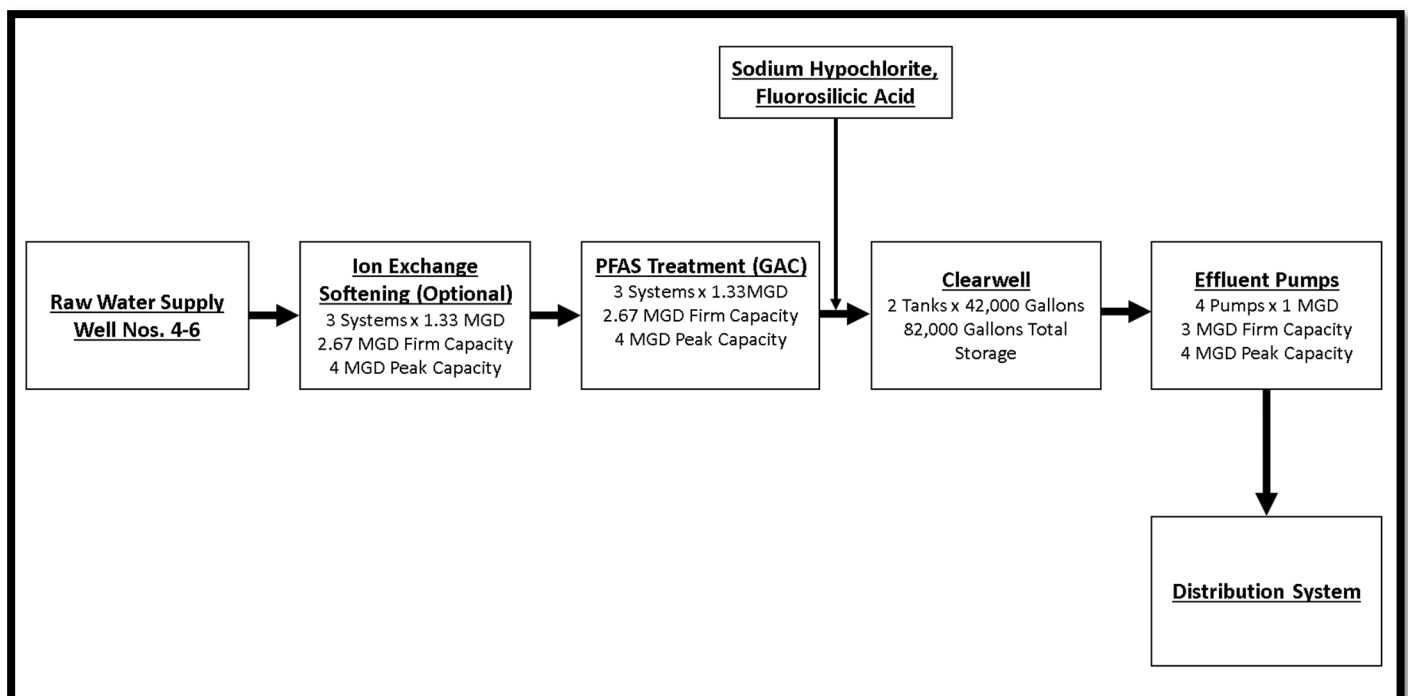 Sodium Hypochlorite,
Fluorosilicic Acid
Raw Water Supply
Well Nos. 4-6
Ion Exchange
Softening (Optional)
3 Systems x 1.33 MGD
2.67 MGD Firm Capacity
4 MGD Peak Capacity
PFAS Treatment (GAC)
3 Systems x 1.33MGD
2.67 MGD Firm Capacity
4 MGD Peak Capacity
Clearwell
2 Tanks x 42,000 Gallons
82,000 Gallons Total
Storage
Effluent Pumps
4 Pumps x 1 MGD
3 MGD Firm Capacity
4 MGD Peak Capacity
Distribution System